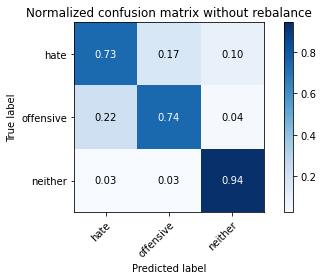 Normalized confusion matrix without rebalance
True label
hate
0.73 0.17 0.10
offensive
0.22 0.74 0.04
neither
0.03 0.03 0.94
hate
offensive
neither
Predicted label
0.8
0.6
0.4
0.2